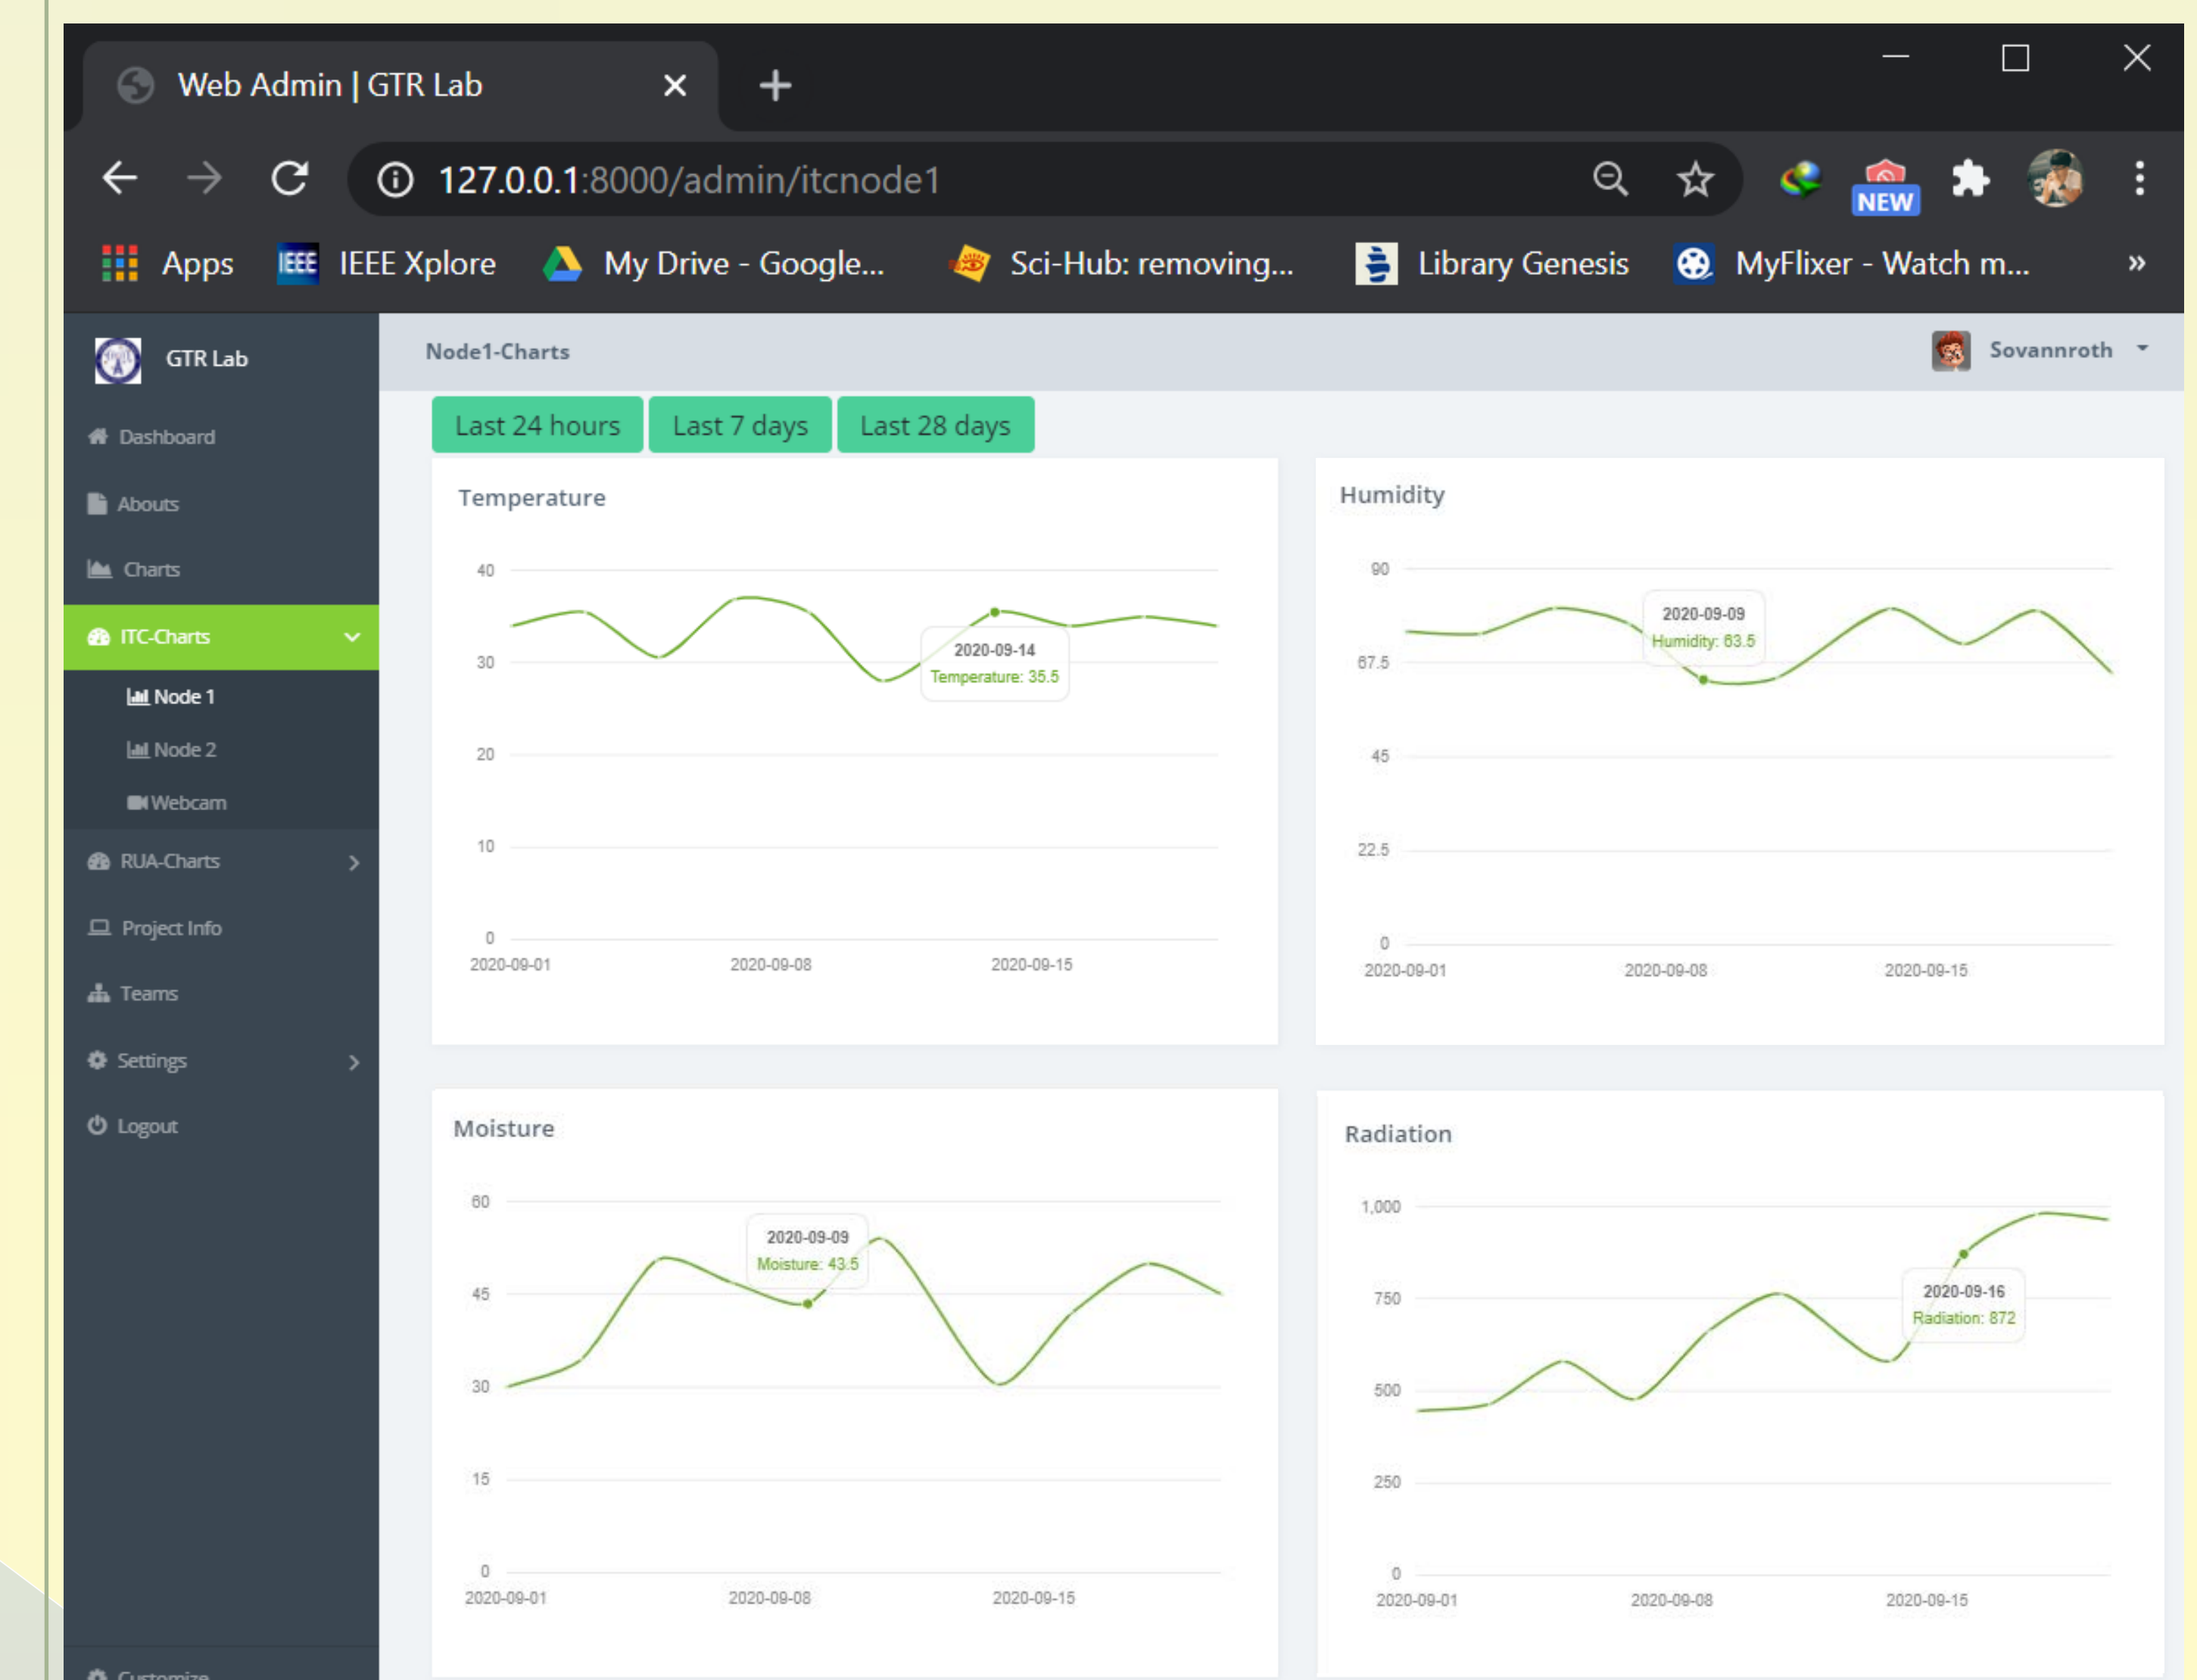 Web Admin | GTR Lab
127.0.0.1:8000/admin/itcnode1
NEW
Apps
IEEE IEEE Xplore
My Drive - Google...
Sci-Hub: removing...
Library Genesis
MyFlixer - Watch m...
»
GTR Lab
Dashboard
Abouts
Charts
ITC-Charts
Node 1
Node 2
Webcam
RUA-Charts
Project Info
Teams
Settings
Logout
Customize
Node1-Charts
Sovannroth
Last 24 hours
Last 7 days
Last 28 days
Temperature
40
30
20
10
0
2020-09-14
Temperature: 35.5
2020-09-01
2020-09-08
2020-09-15
Humidity
90
67.5
45
22.5
0
2020-09-09
Humidity: 63.5
2020-09-01
2020-09-08
2020-09-15
Moisture
60
45
30
15
0
2020-09-09
Moisture: 43.5
2020-09-01
2020-09-08
2020-09-15
Radiation
1,000
750
500
250
0
2020-09-16
Radiation: 872
2020-09-01
2020-09-08
2020-09-15